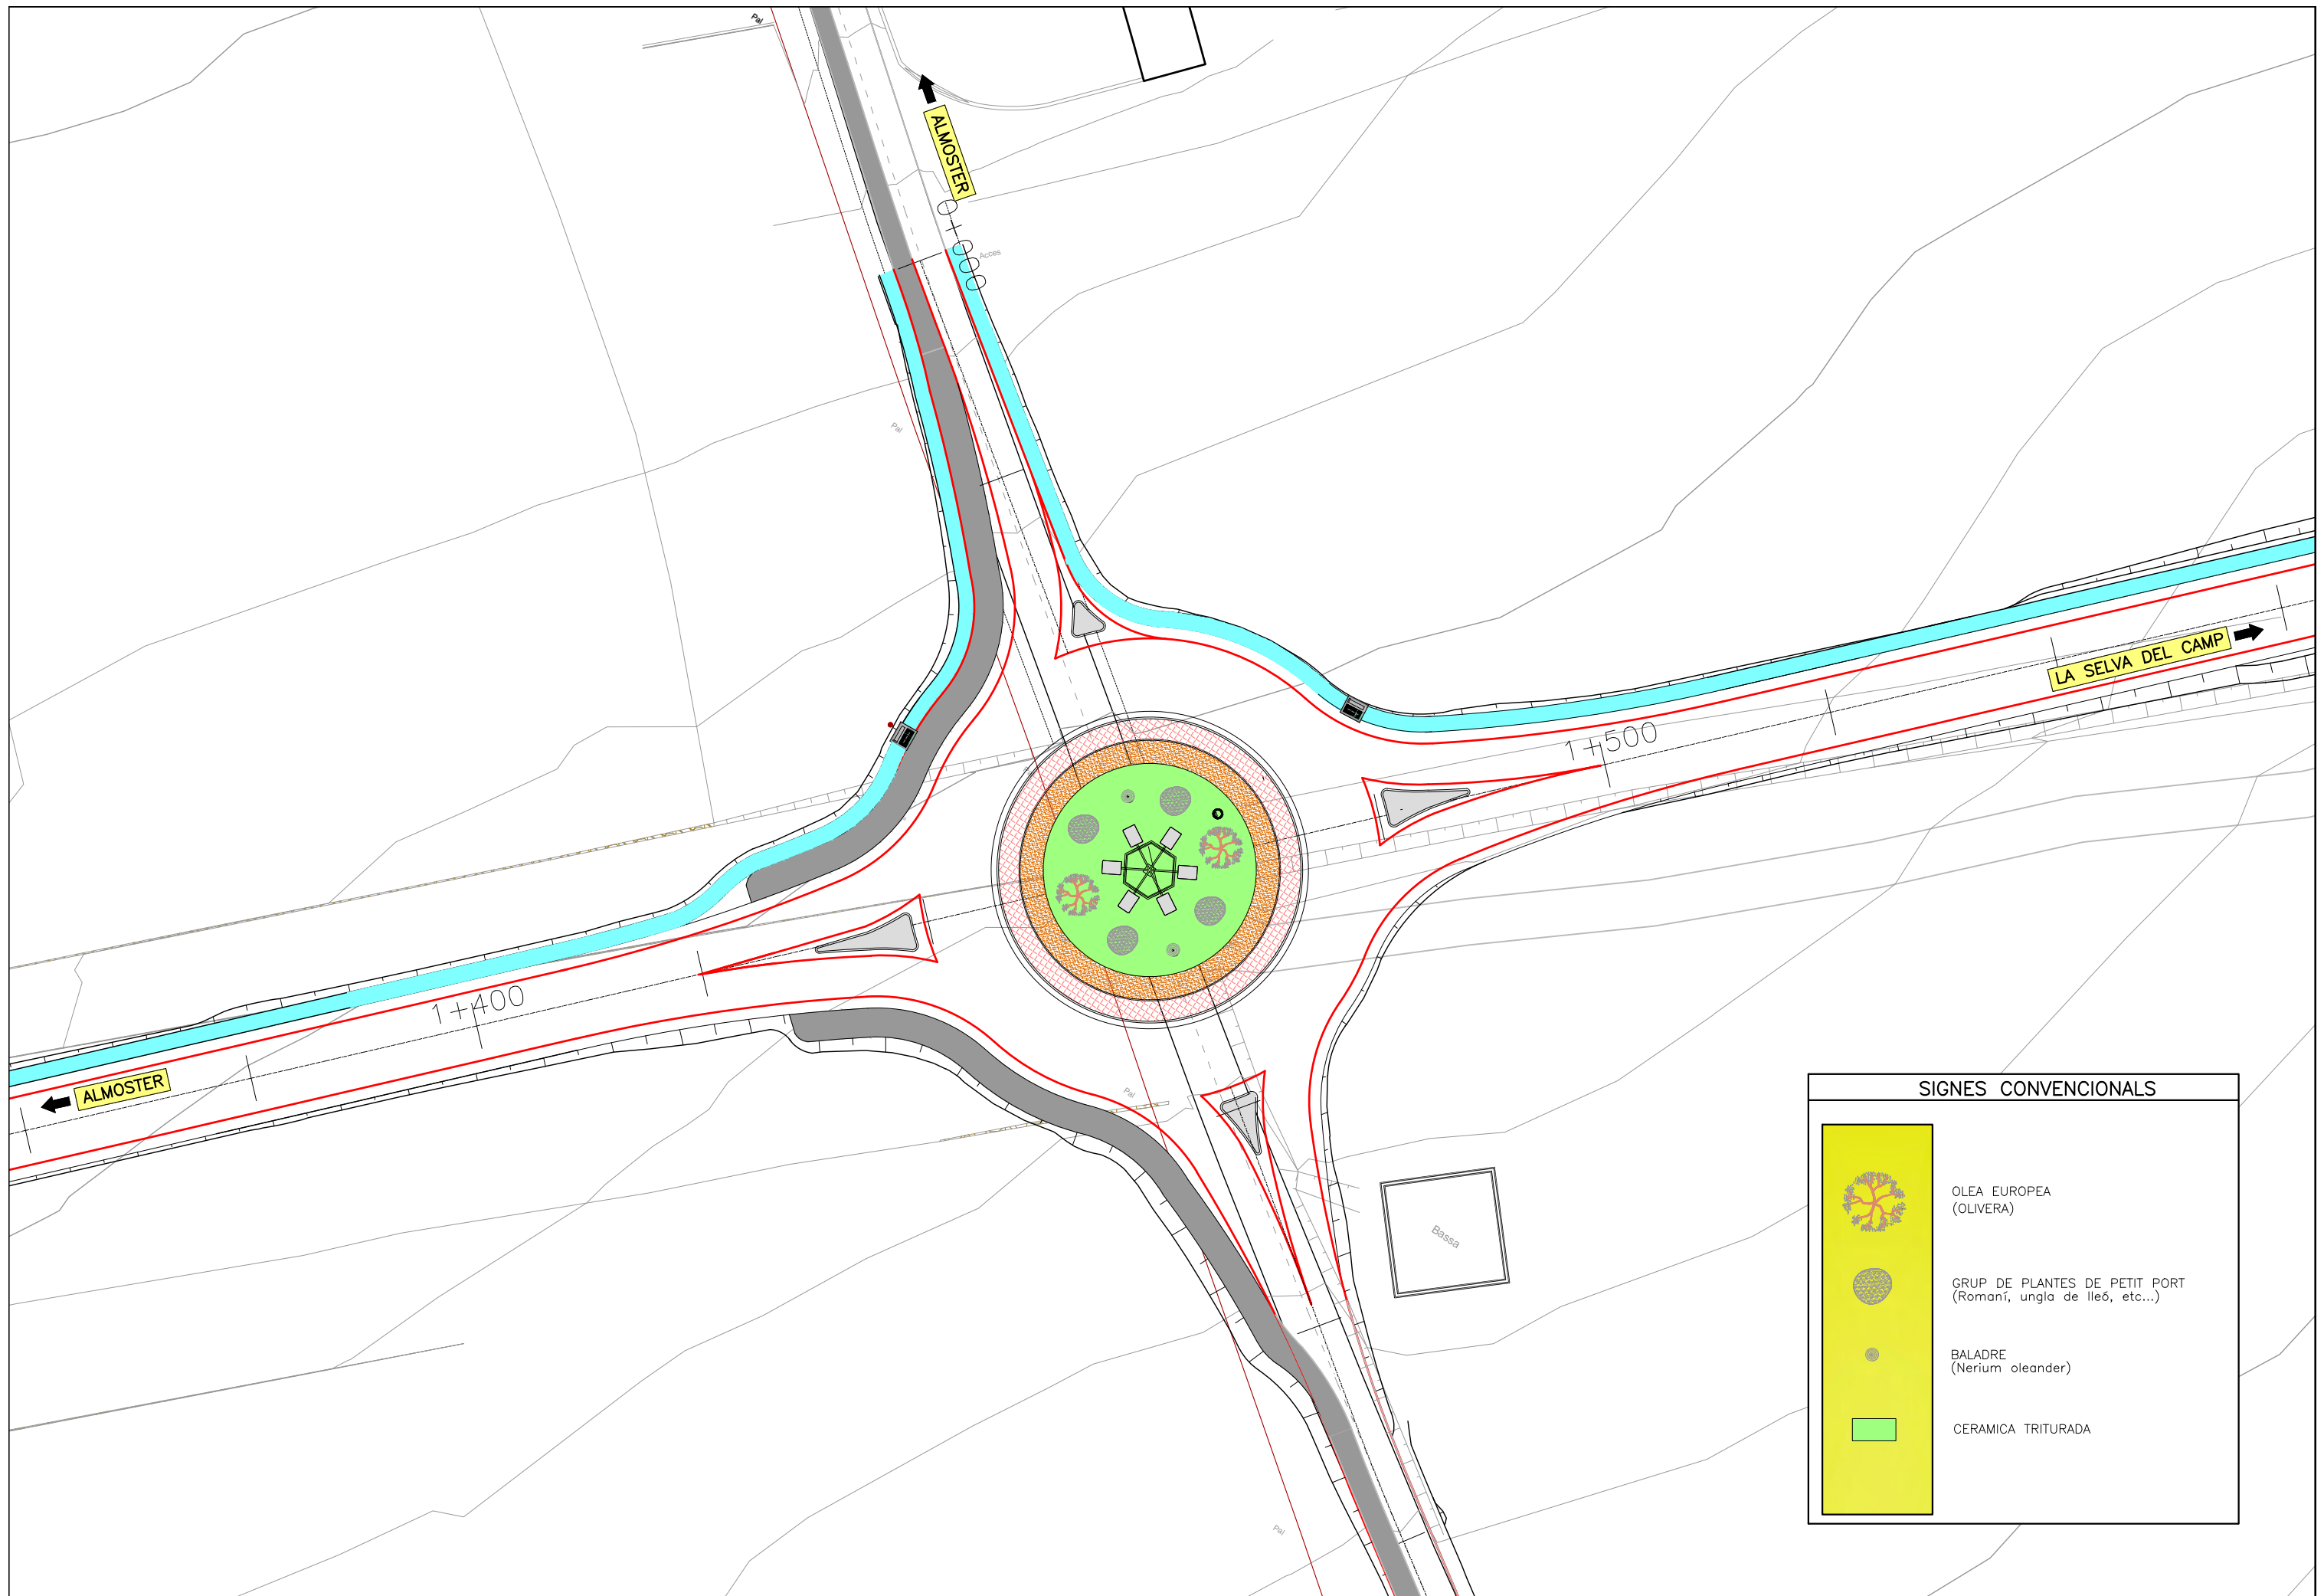 Pal
ALMOSTER
0+000
Acces
Pal
LA SELVA DEL CAMP
1+500
1+400
ALMOSTER
Pal
Bassa
Pal
SIGNES CONVENCIONALS
OLEA EUROPEA
(OLIVERA)
GRUP DE PLANTES DE PETIT PORT
(Romaní, ungla de lleó, etc...)
BALADRE
(Nerium oleander)
CERAMICA TRITURADA